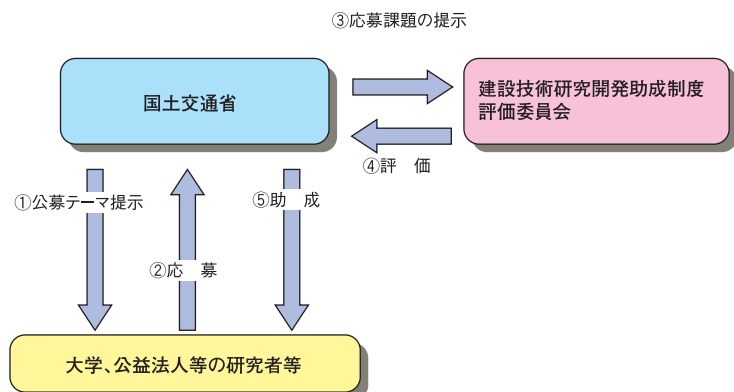 ③応募課題の提示
国土交通省
建設技術研究開発助成制度
評価委員会
④評　価
①公募テーマ提示
⑤助　成
②応　募
大学、公益法人等の研究者等